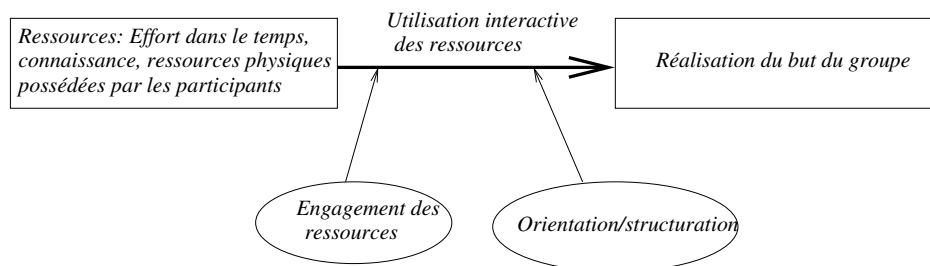 Utilisation interactive
des ressources
Ressources: Effort dans le temps,
connaissance, ressources physiques
possédées par les participants
Réalisation du but du groupe
Engagement des
ressources
Orientation/structuration